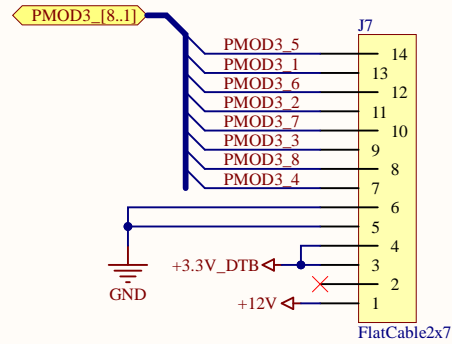 PMOD3_[8..1]
J7
PMOD3_5 14
PMOD3_1 13
PMOD3_6 12
PMOD3_2 11
PMOD3_7 10
PMOD3_3 9
PMOD3_8 8
PMOD3_4 7
6
5
4
+3.3V_DTB 3
GND
2
+12V 1
FlatCable2x7